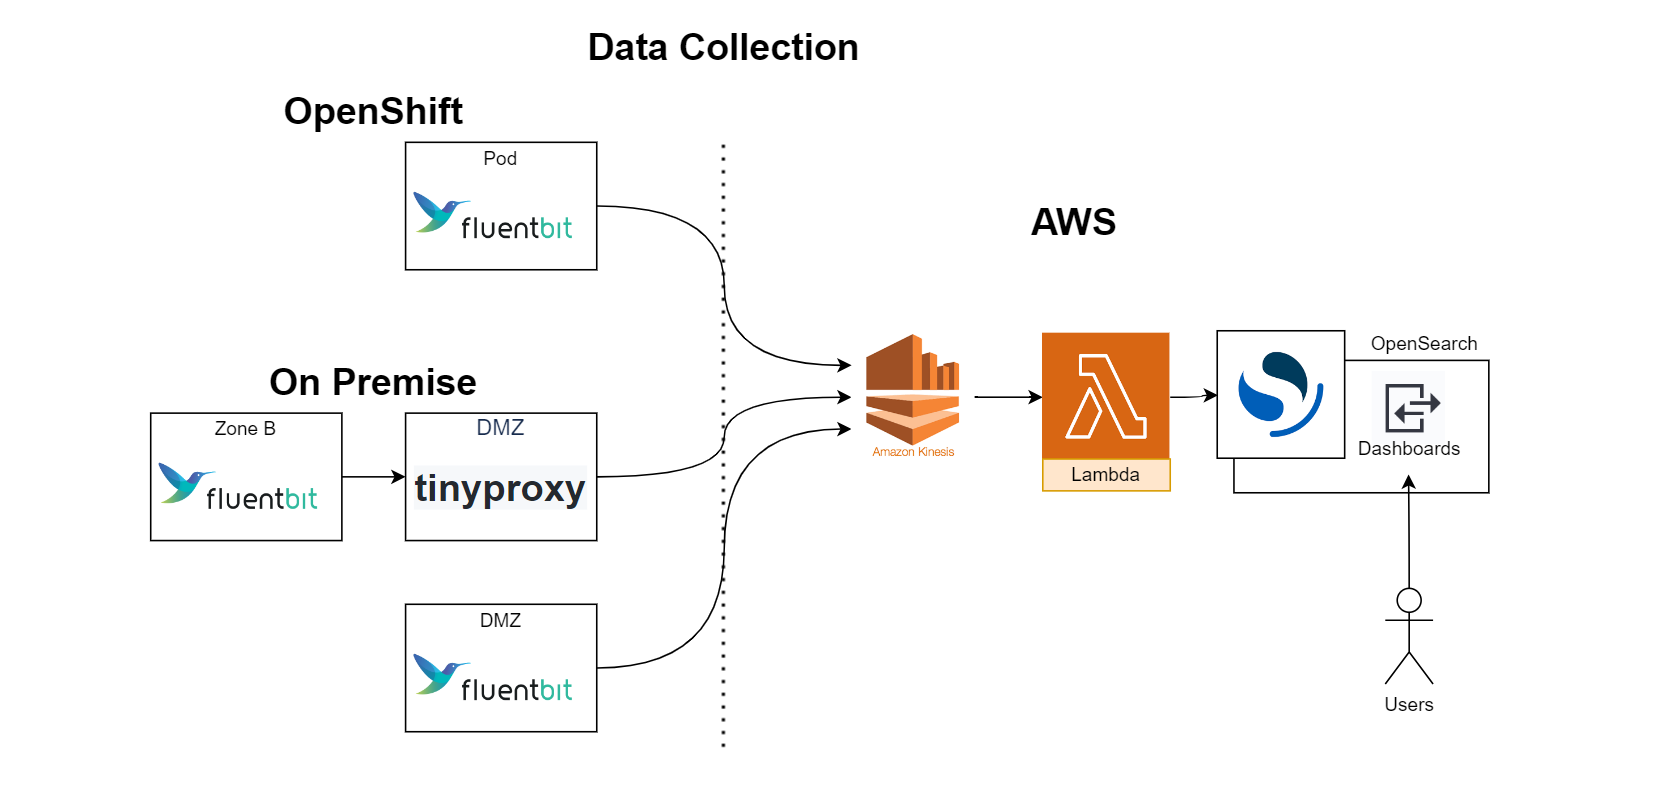 Data Collection
OpenShift
Pod
fluentbit
AWS
On Premise
Zone B
fluentbit
DMZ
tinyproxy
Amazon Kinesis
Lambda
OpenSearch
Dashboards
DMZ
fluentbit
Users